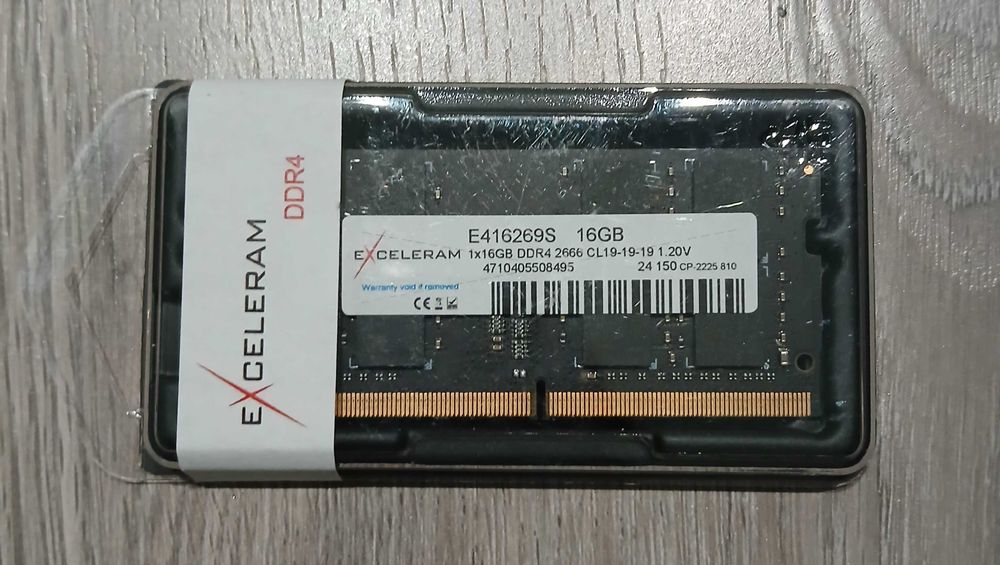 EXCELERAM
DDR4
E416269S 16GB
EXCELERAM 1x16GB DDR4 2666 CL19-19-19 1.20V
4710405508495 24 150 CP-2225 810
Warranty void if removed
CE